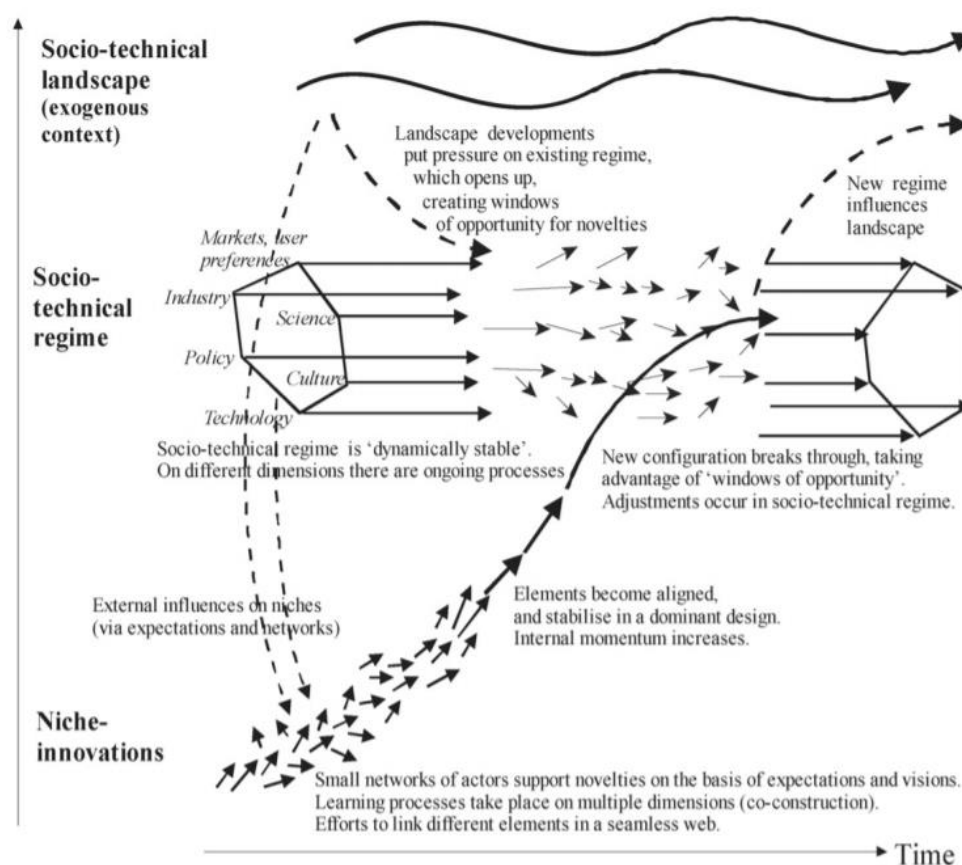 Socio-technical
landscape
(exogenous
context)
Landscape developments
put pressure on existing regime,
which opens up,
creating windows
of opportunity for novelties
New regime
influences
landscape
Markets, user
preferences
Industry
Science
Policy
Culture
Technology
Socio-
technical
regime
Socio-technical regime is ‘dynamically stable’.
On different dimensions there are ongoing processes
New configuration breaks through, taking
advantage of ‘windows of opportunity’.
Adjustments occur in socio-technical regime.
External influences on niches
(via expectations and networks)
Elements become aligned,
and stabilise in a dominant design.
Internal momentum increases.
Niche-
innovations
Small networks of actors support novelties on the basis of expectations and visions.
Learning processes take place on multiple dimensions (co-construction).
Efforts to link different elements in a seamless web.
Time